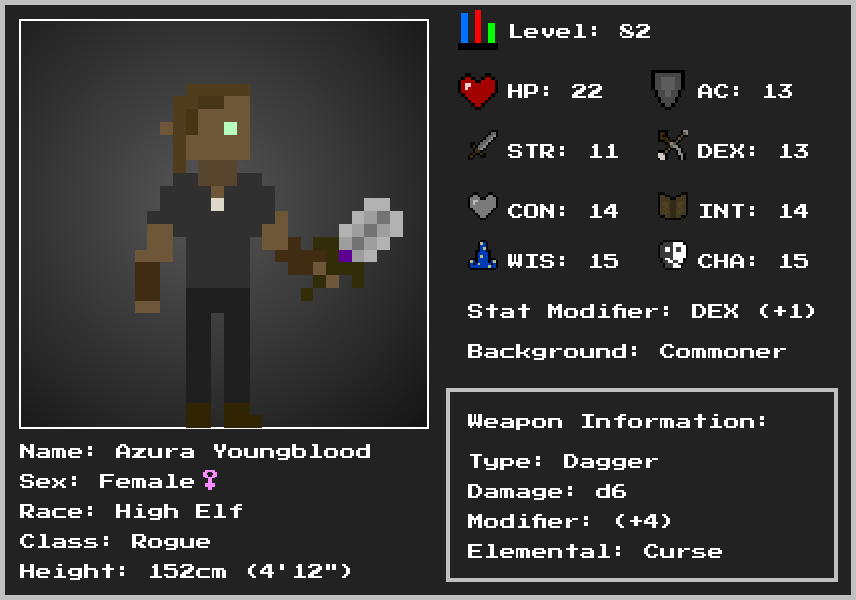 Level: 82
HP: 22
AC: 13
STR: 11
DEX: 13
CON: 14
INT: 14
WIS: 15
CHA: 15
Stat Modifier: DEX (+1)
Background: Commoner
Weapon Information:
Type: Dagger
Damage: d6
Modifier: (+4)
Elemental: Curse
Name: Azura Youngblood
Sex: Female♀
Race: High Elf
Class: Rogue
Height: 152cm (4'12")